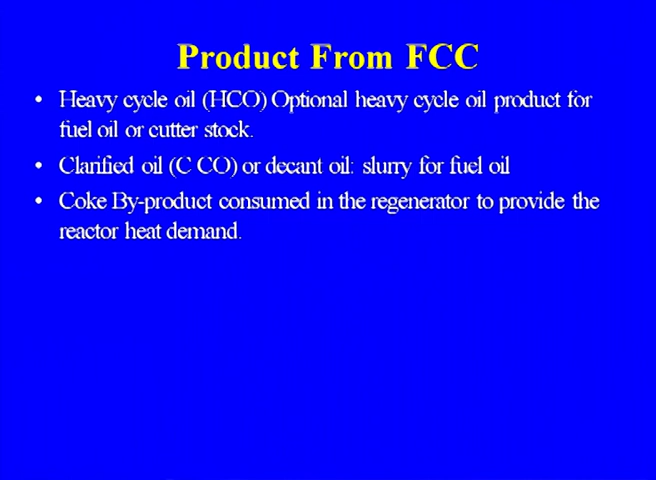 Product From FCC
• Heavy cycle oil (HCO) Optional heavy cycle oil product for
fuel oil or cutter stock.
• Clarified oil (C CO) or decant oil: slurry for fuel oil
• Coke By-product consumed in the regenerator to provide the
reactor heat demand.